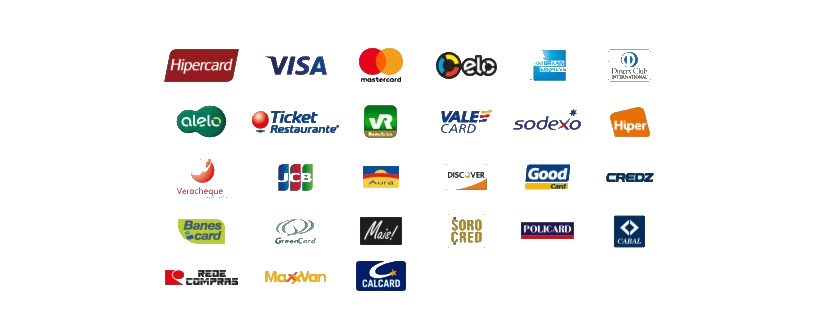 Hipercard
VISA
mastercard
elo
AMERICAN
EXPRESS
Diners Club
INTERNATIONAL
alelo
Ticket
Restaurante
VR
Benefícios
VALE
CARD
sodexo
Hiper
Verocheque
JCB
Aura
DISCOVER
Good
Card
CREDZ
Banes
card
GreenCard
Mais!
SORO
CRED
POLICARD
CABAL
REDE
COMPRAS
MaxxVan
CALCARD